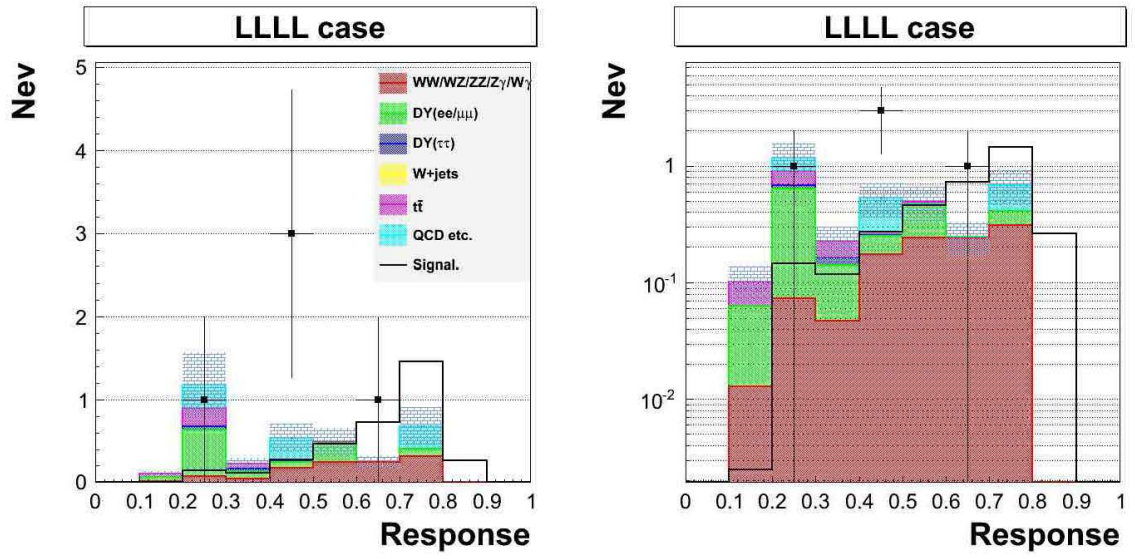 LLLL case
Nev
5
4
3
2
1
0
WW/WZ/ZZ/Zγ/Wγ
DY(ee/μμ)
DY(ττ)
W+jets
tt̄
QCD etc.
Signal.
0 0.1 0.2 0.3 0.4 0.5 0.6 0.7 0.8 0.9 1
Response
LLLL case
Nev
1
10⁻¹
10⁻²
0 0.1 0.2 0.3 0.4 0.5 0.6 0.7 0.8 0.9 1
Response